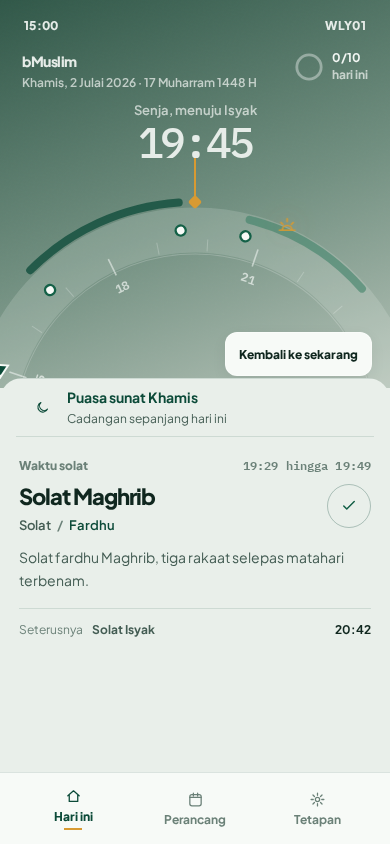 15:00
WLY01
bMuslim
Khamis, 2 Julai 2026 · 17 Muharram 1448 H
0/10
hari ini
Senja, menuju Isyak
19:45
18
21
Kembali ke sekarang
Puasa sunat Khamis
Cadangan sepanjang hari ini
Waktu solat
19:29 hingga 19:49
Solat Maghrib
Solat / Fardhu
Solat fardhu Maghrib, tiga rakaat selepas matahari
terbenam.
Seterusnya Solat Isyak
20:42
Hari ini
Perancang
Tetapan